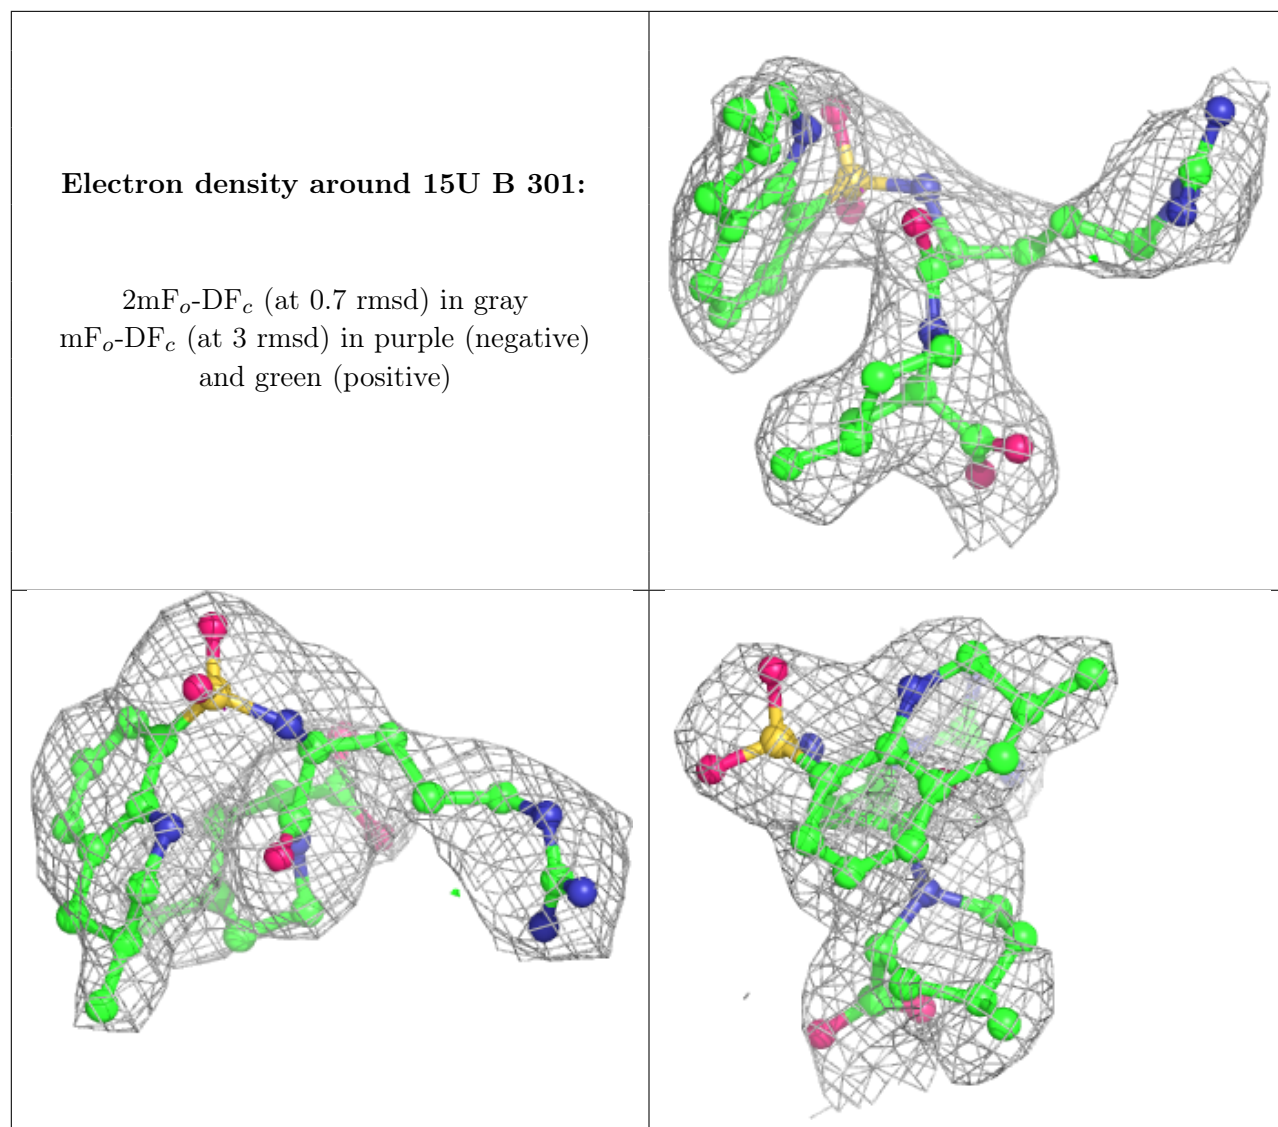 Electron density around 15U B 301:
2mFo-DFc (at 0.7 rmsd) in gray
mFo-DFc (at 3 rmsd) in purple (negative)
and green (positive)